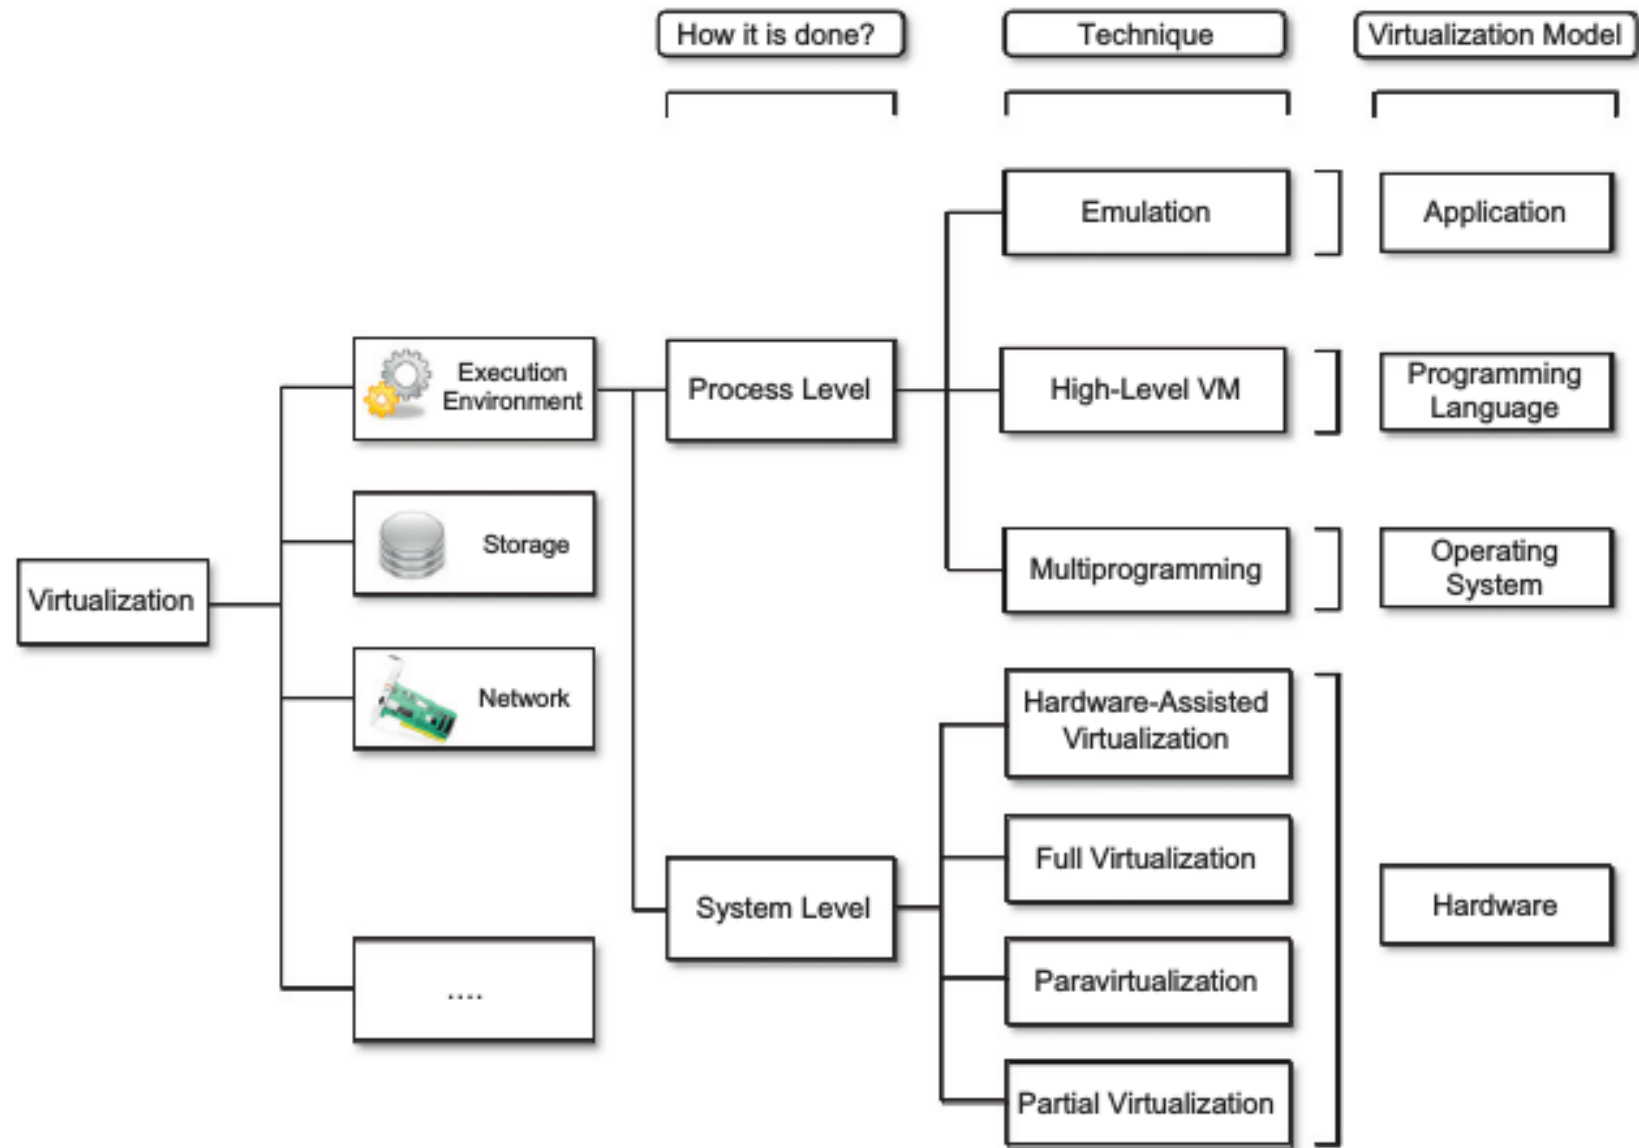 How it is done?
Technique
Virtualization Model
Emulation
Application
Execution
Environment
Process Level
High-Level VM
Programming
Language
Storage
Multiprogramming
Operating
System
Virtualization
Network
Hardware-Assisted
Virtualization
Full Virtualization
System Level
Hardware
....
Paravirtualization
Partial Virtualization